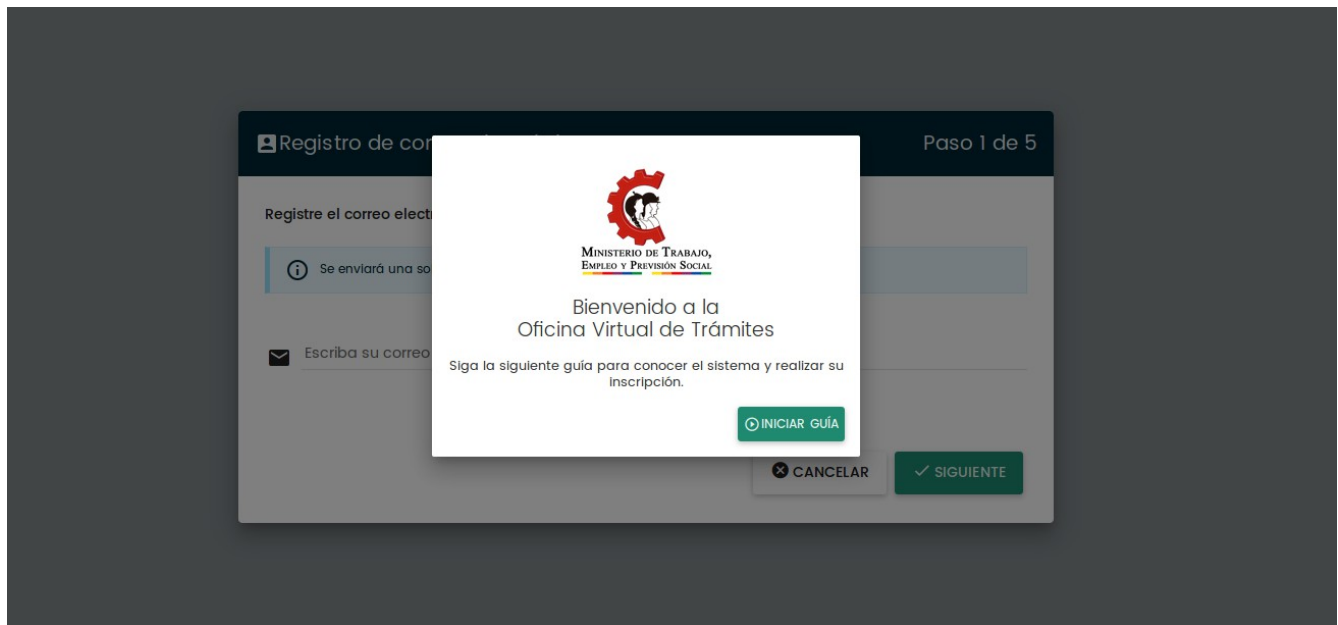 Registro de cor
Paso 1 de 5
Registre el correo elect
Se enviará una so
Escriba su correo
MINISTERIO DE TRABAJO,
EMPLEO Y PREVISIÓN SOCIAL
Bienvenido a la
Oficina Virtual de Trámites
Siga la siguiente guía para conocer el sistema y realizar su
inscripción.
INICIAR GUÍA
CANCELAR
SIGUIENTE